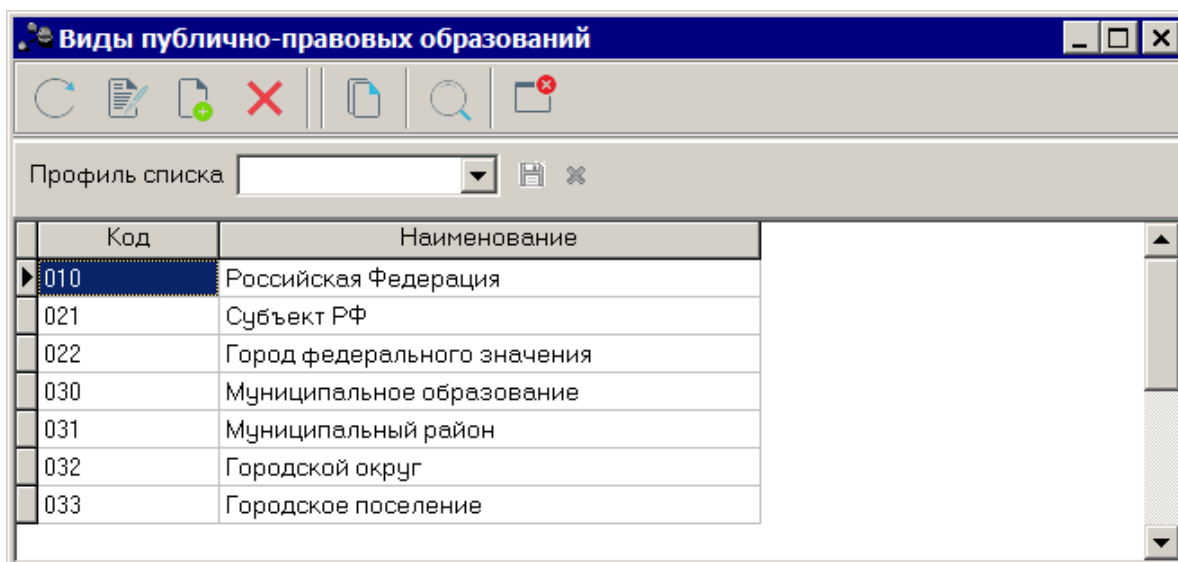 Виды публично-правовых образований
Профиль списка
Код Наименование
010 Российская Федерация
021 Субъект РФ
022 Город федерального значения
030 Муниципальное образование
031 Муниципальный район
032 Городской округ
033 Городское поселение